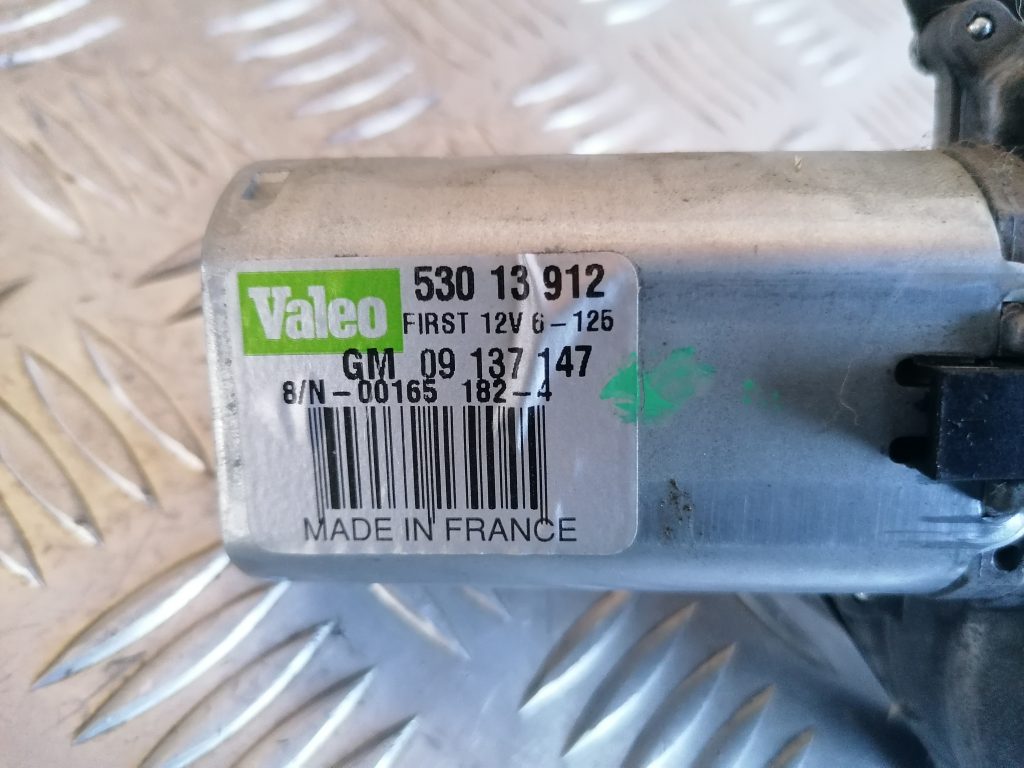 Valeo 530 13 912
FIRST 12V 6-125
GM 09 137 147
8/N-00165 182-4
MADE IN FRANCE